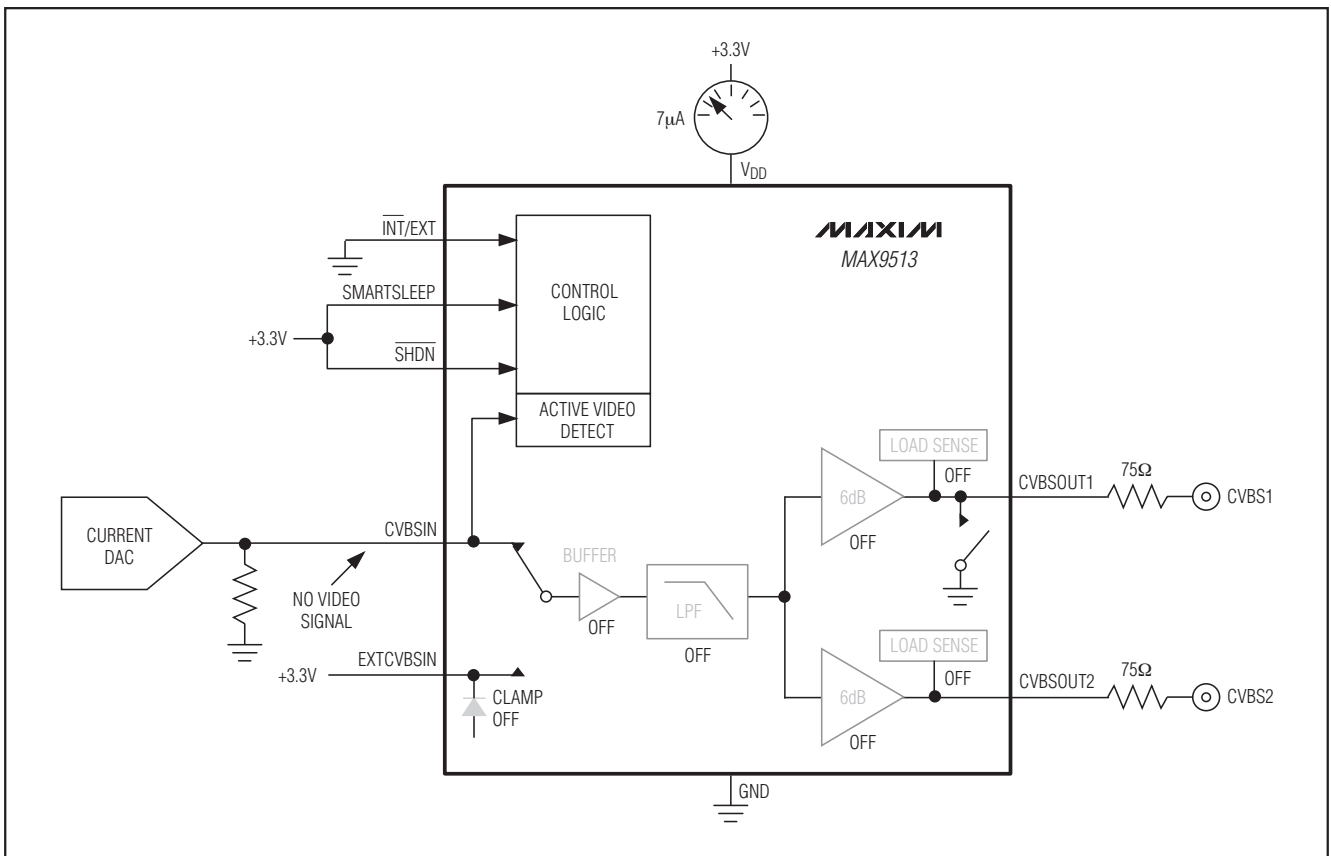 +3.3V
7μA
VDD
INT/EXT
MAXIM
MAX9513
SMARTSLEEP
CONTROL
LOGIC
+3.3V
SHDN
ACTIVE VIDEO
DETECT
LOAD SENSE
OFF
CVBSOUT1
75Ω
CVBS1
6dB
OFF
CURRENT
DAC
CVBSIN
NO VIDEO
SIGNAL
BUFFER
OFF
LPF
OFF
+3.3V
EXTCVBSIN
CLAMP
OFF
LOAD SENSE
OFF
CVBSOUT2
75Ω
CVBS2
6dB
OFF
GND